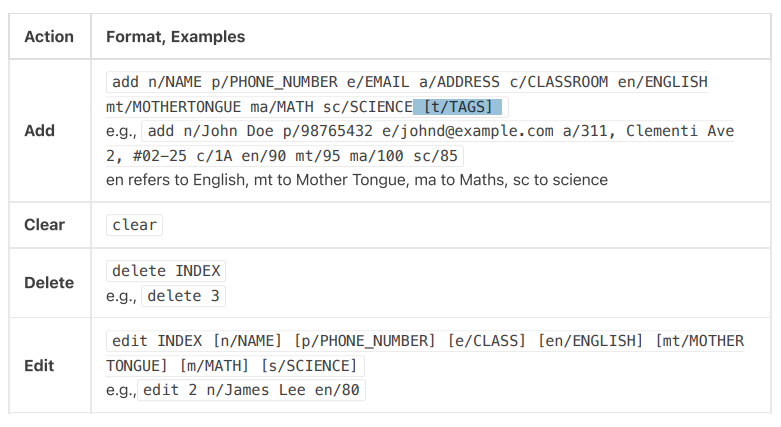 Action Format, Examples
Add
add n/NAME p/PHONE_NUMBER e/EMAIL a/ADDRESS c/CLASSROOM en/ENGLISH
mt/MOTHERTONGUE ma/MATH sc/SCIENCE [t/TAGS]
e.g., add n/John Doe p/98765432 e/johnd@example.com a/311, Clementi Ave
2, #02-25 c/1A en/90 mt/95 ma/100 sc/85
en refers to English, mt to Mother Tongue, ma to Maths, sc to science
Clear clear
Delete
delete INDEX
e.g., delete 3
Edit
edit INDEX [n/NAME] [p/PHONE_NUMBER] [e/CLASS] [en/ENGLISH] [mt/MOTHER
TONGUE] [m/MATH] [s/SCIENCE]
e.g., edit 2 n/James Lee en/80